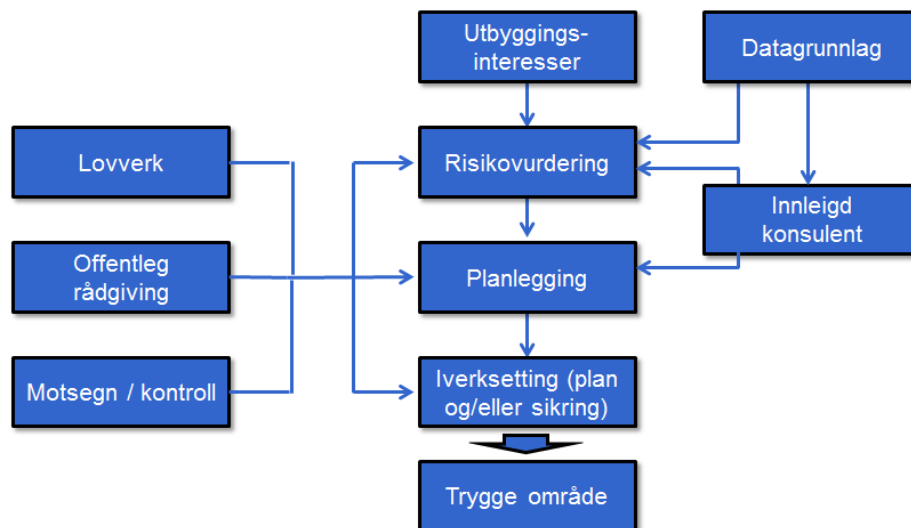 Utbyggings-
interesser
Datagrunnlag
Lovverk
Risikovurdering
Innleigd
konsulent
Offentleg
rådgiving
Planlegging
Motsegn / kontroll
Iverksetting (plan
og/eller sikring)
Trygge område